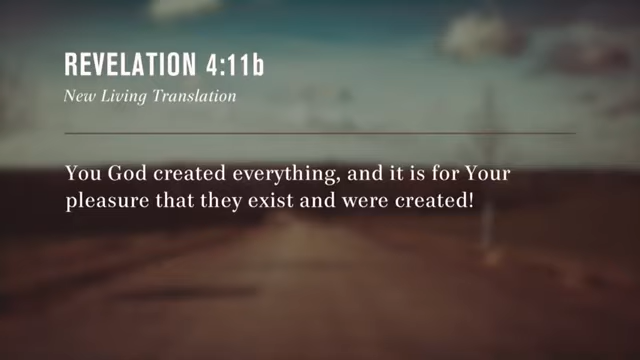 REVELATION 4:11b
New Living Translation
You God created everything, and it is for Your
pleasure that they exist and were created!